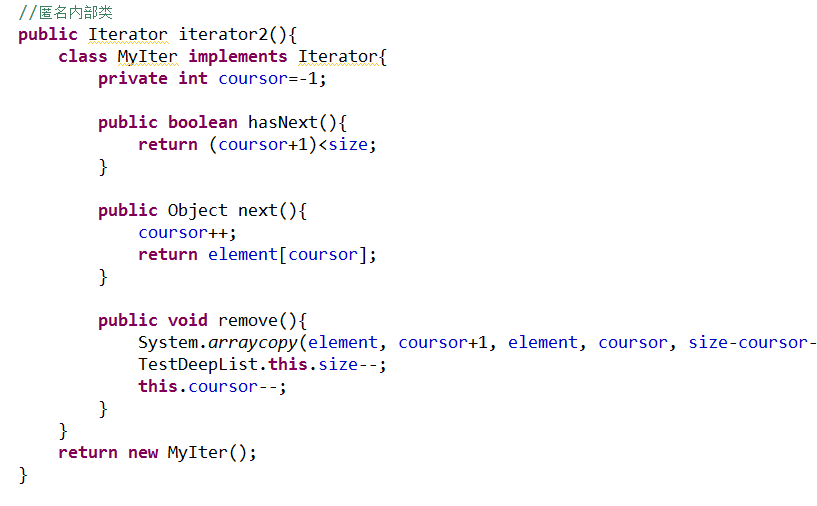 //匿名内部类
public Iterator iterator2(){
class MyIter implements Iterator{
private int coursor=-1;
public boolean hasNext(){
return (coursor+1)<size;
}
public Object next(){
coursor++;
return element[coursor];
}
public void remove(){
System.arraycopy(element, coursor+1, element, coursor, size-coursor-
TestDeepList.this.size--;
this.coursor--;
}
}
return new MyIter();
}